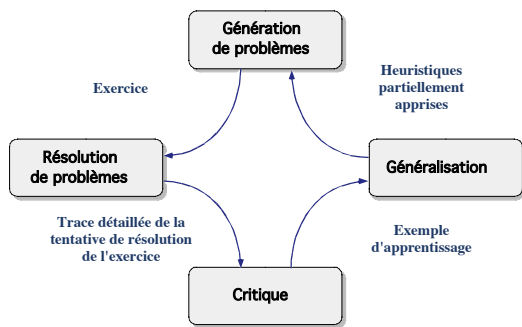 Génération
de problèmes
Exercice
Heuristiques
partiellement
apprises
Résolution
de problèmes
Généralisation
Trace détaillée de la
tentative de résolution
de l'exercice
Exemple
d'apprentissage
Critique